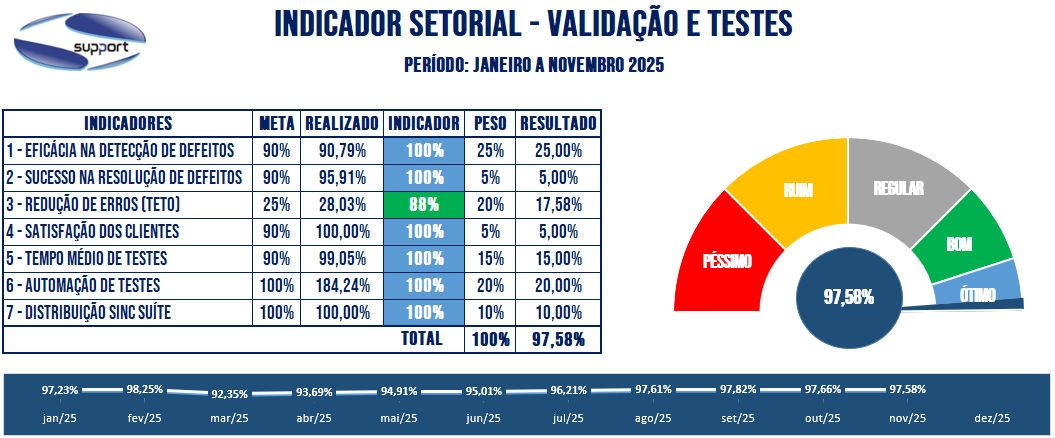 support
INDICADOR SETORIAL - VALIDAÇÃO E TESTES
PERÍODO: JANEIRO A NOVEMBRO 2025
INDICADORES META REALIZADO INDICADOR PESO RESULTADO
1 - EFICÁCIA NA DETECÇÃO DE DEFEITOS 90% 90,79% 100% 25% 25,00%
2 - SUCESSO NA RESOLUÇÃO DE DEFEITOS 90% 95,91% 100% 5% 5,00%
3 - REDUÇÃO DE ERROS (TETO) 25% 28,03% 88% 20% 17,58%
4 - SATISFAÇÃO DOS CLIENTES 90% 100,00% 100% 5% 5,00%
5 - TEMPO MÉDIO DE TESTES 90% 99,05% 100% 15% 15,00%
6 - AUTOMAÇÃO DE TESTES 100% 184,24% 100% 20% 20,00%
7 - DISTRIBUIÇÃO SINC SUÍTE 100% 100,00% 100% 10% 10,00%
TOTAL 100% 97,58%
PÉSSIMO
RUIM
REGULAR
BOM
ÓTIMO
97,58%
97,23% 98,25% 92,35% 93,69% 94,91% 95,01% 96,21% 97,61% 97,82% 97,66% 97,58%
jan/25 fev/25 mar/25 abr/25 mai/25 jun/25 jul/25 ago/25 set/25 out/25 nov/25 dez/25